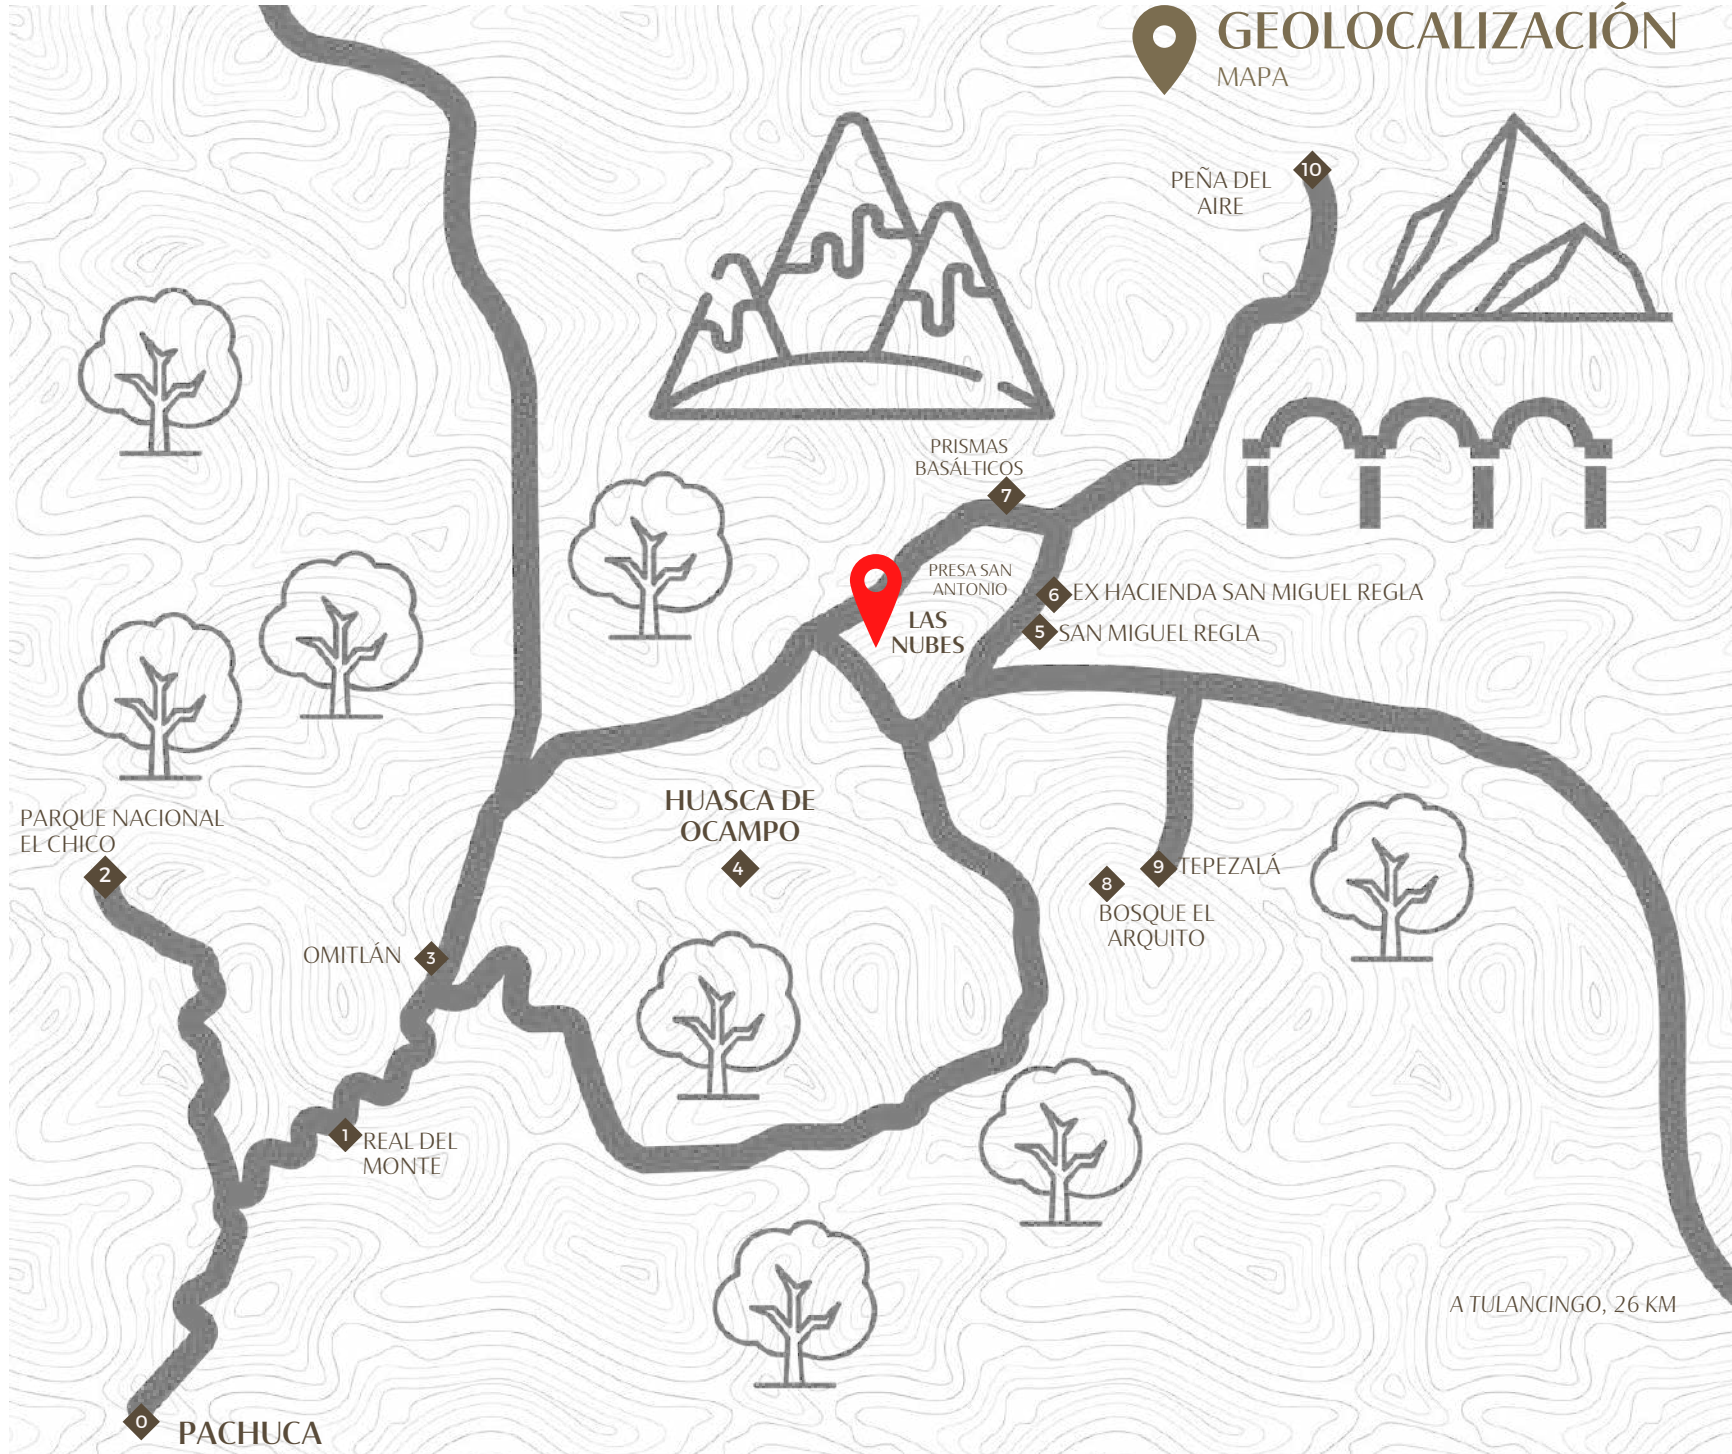 GEOLOCALIZACIÓN
MAPA
10
PEÑA DEL
AIRE
PRISMAS
BASÁLTICOS
7
PRESA SAN
ANTONIO
6
EX HACIENDA SAN MIGUEL REGLA
LAS
NUBES
5
SAN MIGUEL REGLA
HUASCA DE
OCAMPO
4
PARQUE NACIONAL
EL CHICO
2
9
TEPEZALÁ
8
BOSQUE EL
ARQUITO
OMITLÁN
3
1
REAL DEL
MONTE
A TULANCINGO, 26 KM
0
PACHUCA